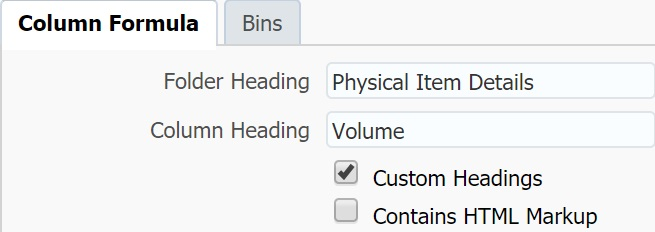 Column Formula Bins
Folder Heading Physical Item Details
Column Heading Volume
Custom Headings
Contains HTML Markup